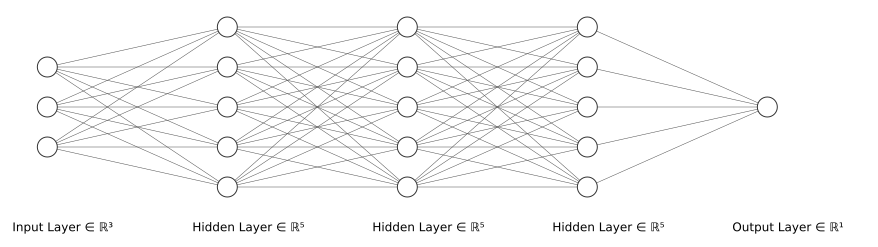 Input Layer ∈ ℝ³
Hidden Layer ∈ ℝ⁵
Hidden Layer ∈ ℝ⁵
Hidden Layer ∈ ℝ⁵
Output Layer ∈ ℝ¹